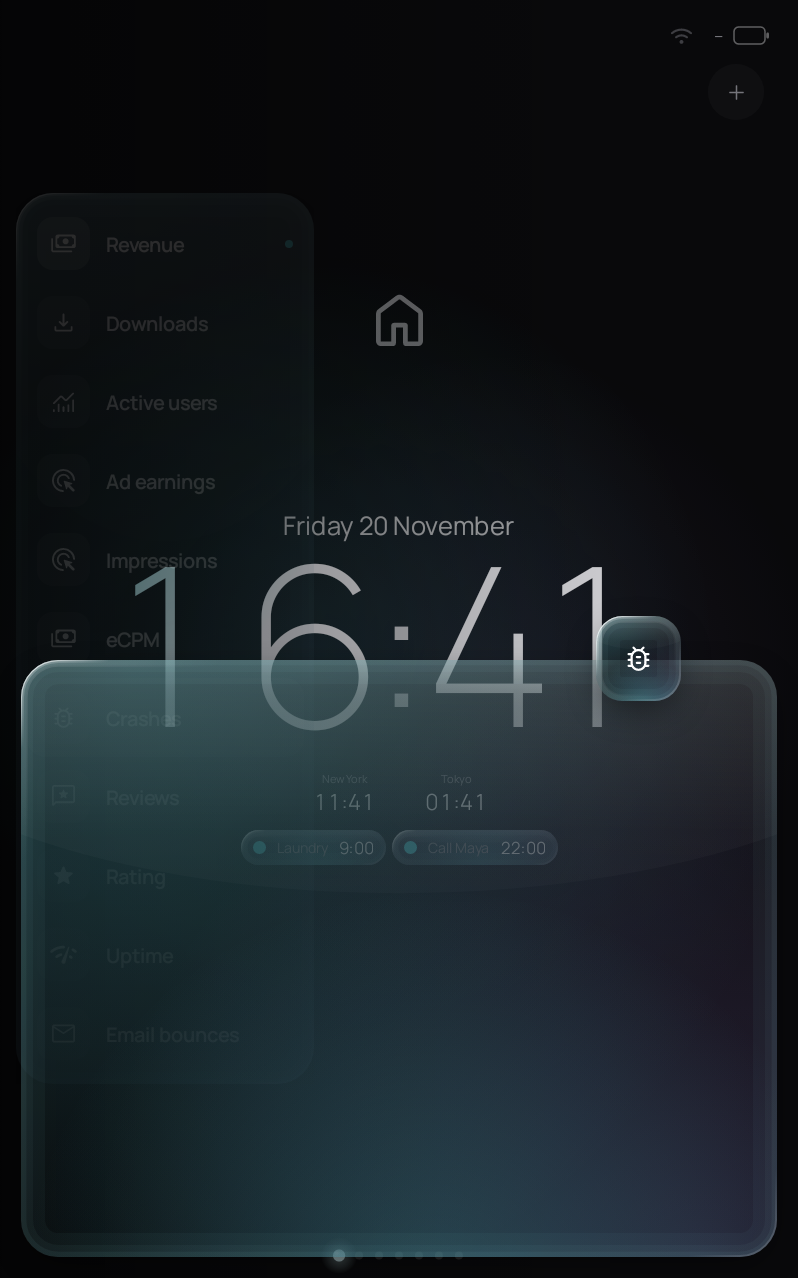 Revenue
Downloads
Active users
Ad earnings
Friday 20 November
Impressions
16:41
eCPM
Crashes
New York
Tokyo
11:41
01:41
Reviews
Laundry 9:00
Call Maya 22:00
Rating
Uptime
Email bounces